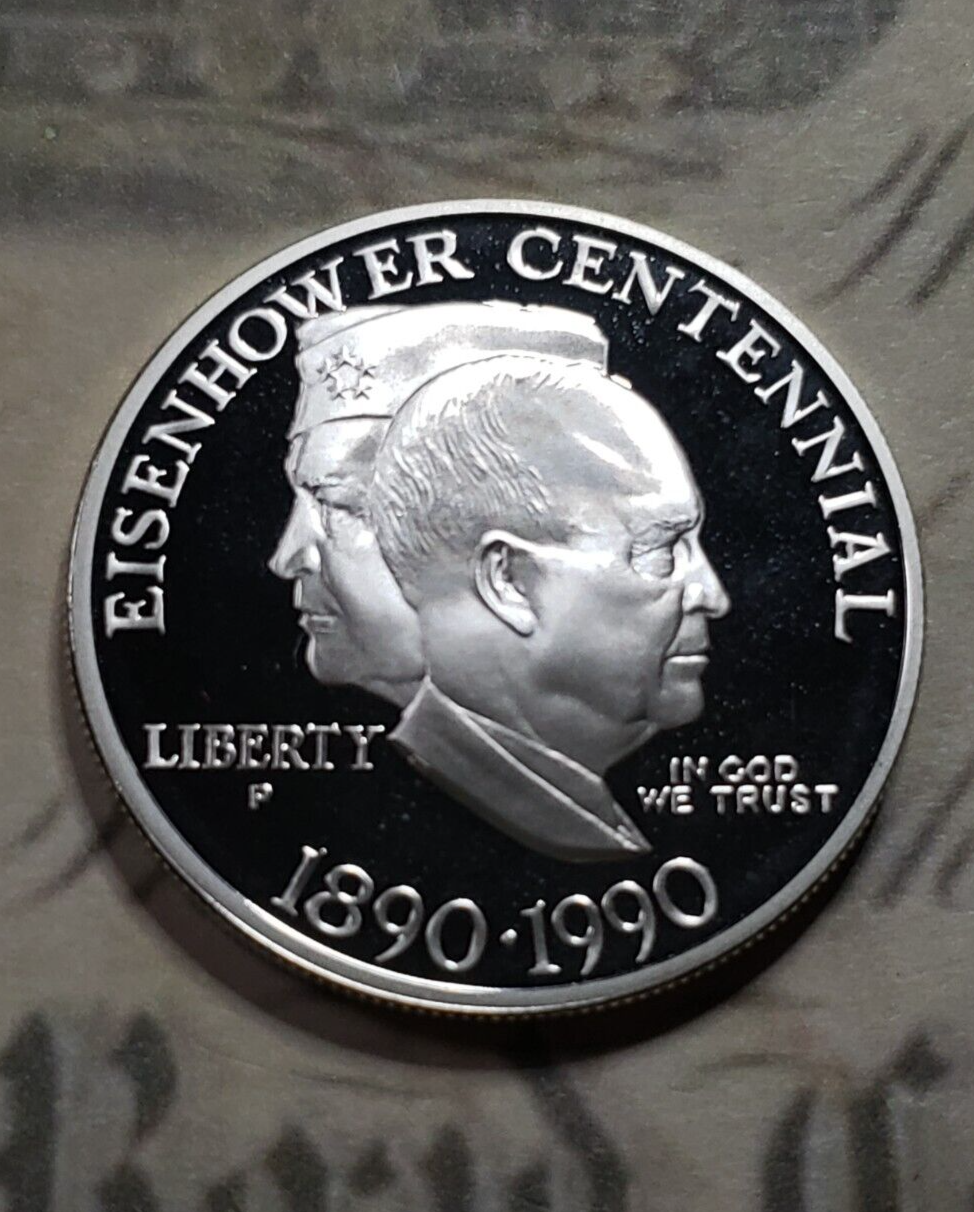 EISENHOWER CENTENNIAL
LIBERTY
P
IN GOD
WE TRUST
1890·1990